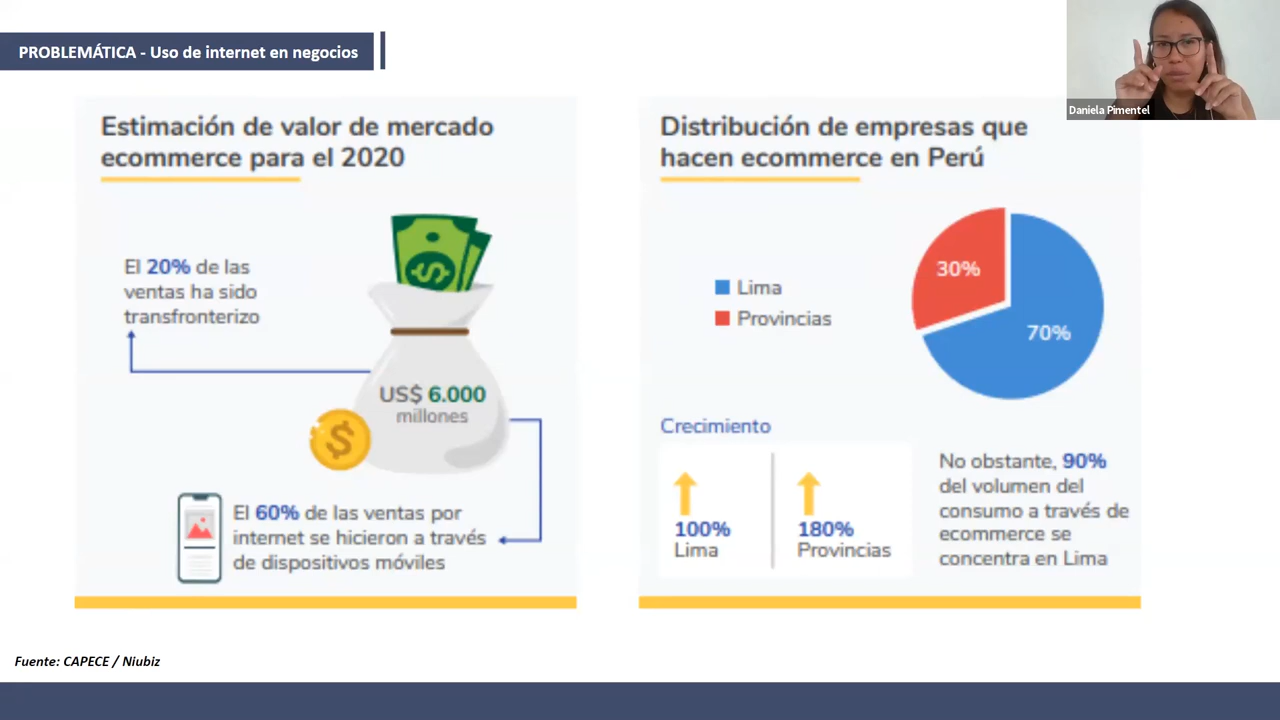 PROBLEMÁTICA - Uso de internet en negocios
Daniela Pimentel
Estimación de valor de mercado
ecommerce para el 2020
El 20% de las
ventas ha sido
transfronterizo
US$ 6.000
millones
El 60% de las ventas por
internet se hicieron a través
de dispositivos móviles
Distribución de empresas que
hacen ecommerce en Perú
Lima
Provincias
30%
70%
Crecimiento
100%
Lima
180%
Provincias
No obstante, 90%
del volumen del
consumo a través de
ecommerce se
concentra en Lima
Fuente: CAPECE / Niubiz